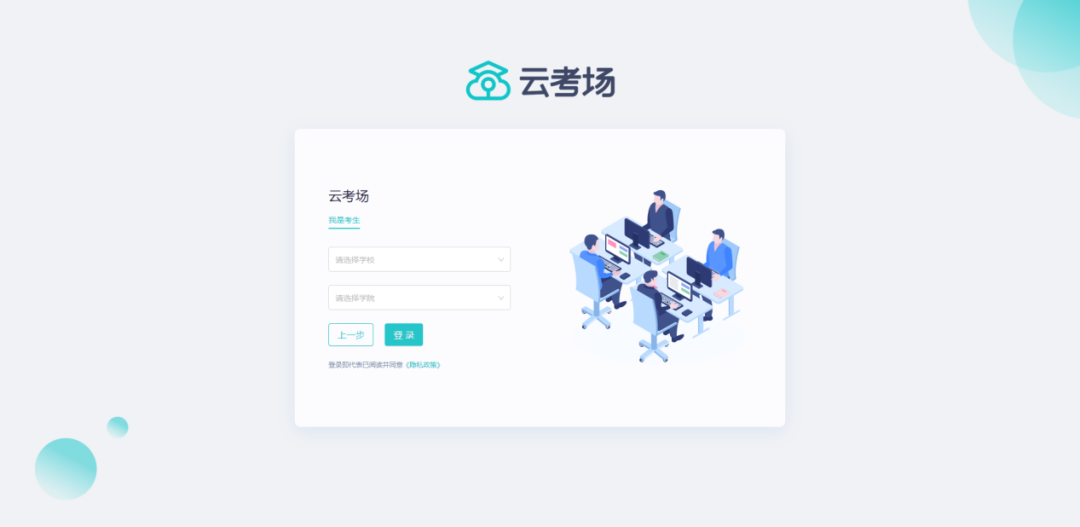 云考场
云考场
我是考生
请选择学校
请选择学院
上一步 登 录
登录即代表已阅读并同意《隐私政策》